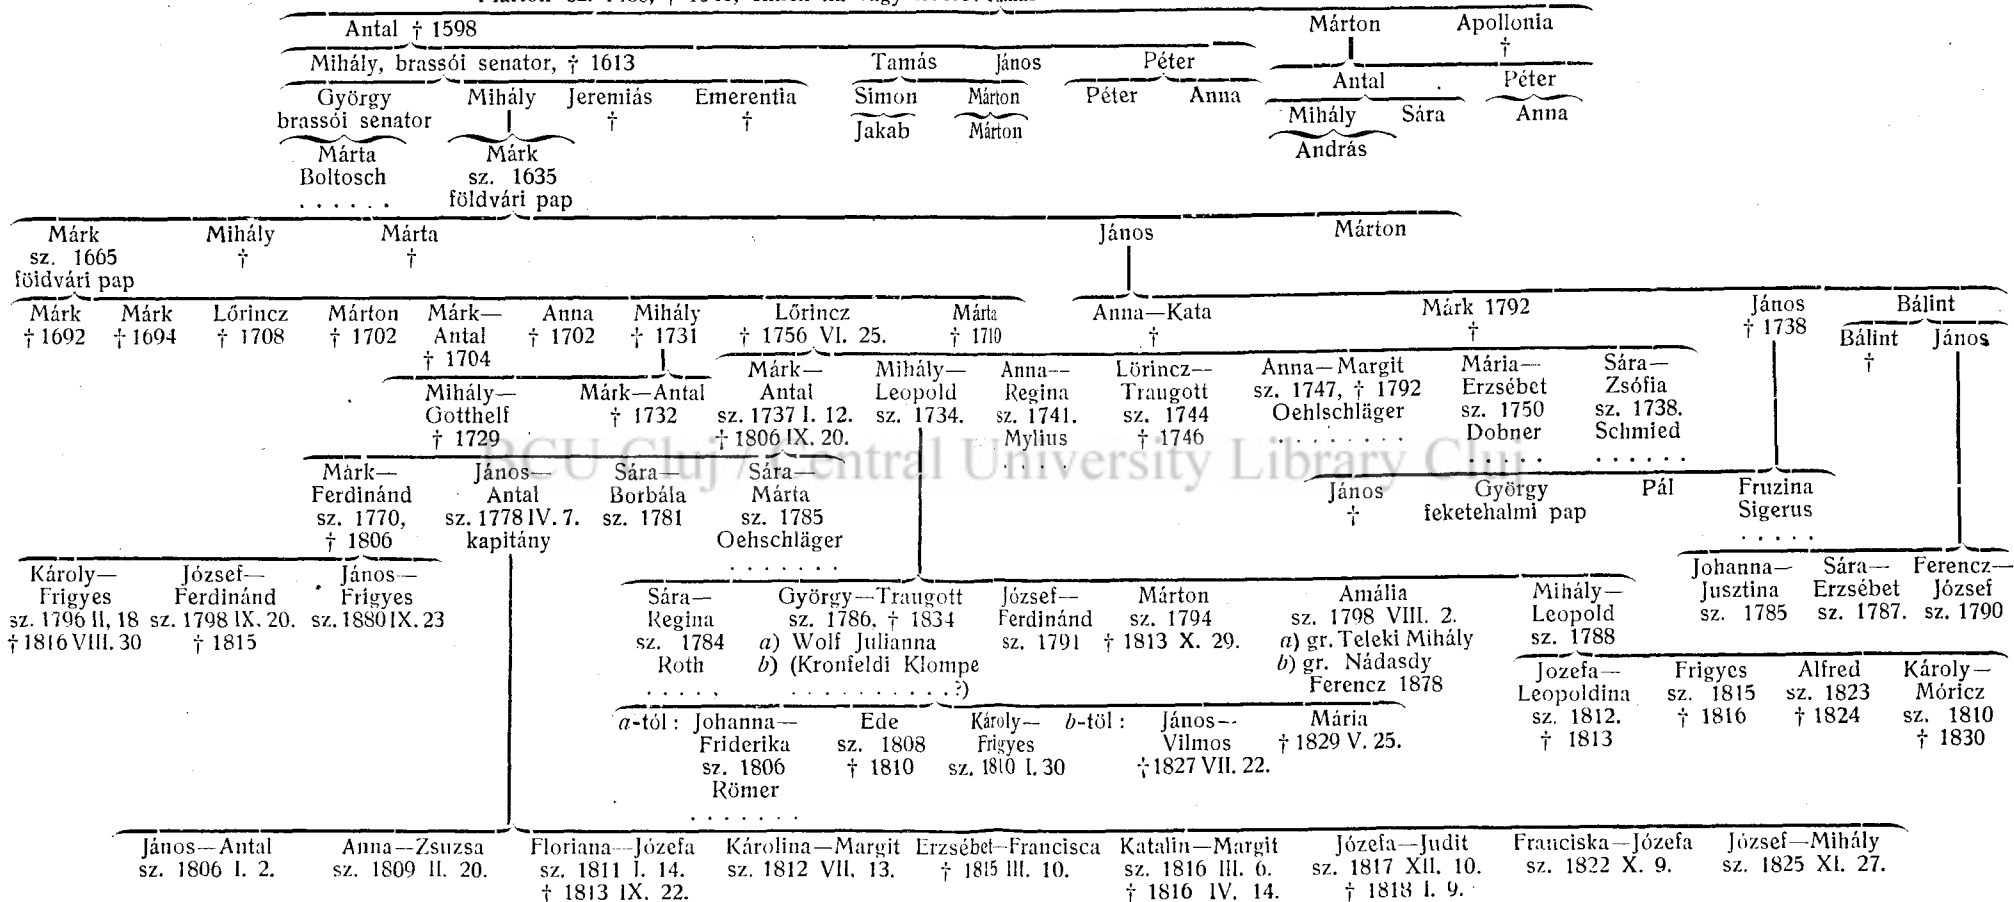 Antal † 1598 Márton Apollonia
†
Mihály, brassói senator, † 1613 Tamás János Péter Antal Péter
György Mihály Jeremiás Emerentia Simon Márton Péter Anna Mihály Sára Anna
brassói senator † † Jakab Márton András
Márta Márk
Boltosch sz. 1635
. . . . . . földvári pap
Márk Mihály Márta János Márton
sz. 1665 † †
földvári pap
Márk Márk Lőrincz Márton Márk— Anna Mihály Lőrincz Márta Anna—Kata Márk 1792 János Bálint
† 1692 † 1694 † 1708 † 1702 Antal † 1702 † 1731 † 1756 VI. 25. † 1710 † † † 1738 Bálint János
† 1704 †
Mihály— Márk—Antal Márk— Mihály— Anna— Lőrincz— Anna—Margit Mária— Sára—
Gotthelf † 1732 Antal Leopold Regina Traugott sz. 1747, † 1792 Erzsébet Zsófia
† 1729 sz. 1737 I. 12. sz. 1734. sz. 1741. sz. 1744 Oehlschläger sz. 1750 sz. 1738.
† 1806 IX. 20. Mylius † 1746 . . . . . . . . Dobner Schmied
. . . . . . . . . . . . . . .
BCU Cluj / Central University Library Cluj
Márk— János— Sára— Sára— János György Pál Fruzina
Ferdinánd Antal Borbála Márta † feketehalmi pap Sigerus
sz. 1770, sz. 1778 IV. 7. sz. 1781 sz. 1785 . . . . .
† 1806 kapitány Oehschläger
. . . . . . .
Károly— József— János— Johanna— Sára— Ferencz—
Frigyes Ferdinánd Frigyes Jusztina Erzsébet József
sz. 1796 II, 18 sz. 1798 IX. 20. sz. 1880 IX. 23 sz. 1785 sz. 1787. sz. 1790
† 1816 VIII. 30 † 1815
Sára— György—Traugott József— Márton Amália Mihály—
Regina sz. 1786, † 1834 Ferdinánd sz. 1794 sz. 1798 VIII. 2. Leopold
sz. 1784 a) Wolf Julianna sz. 1791 † 1813 X. 29. a) gr. Teleki Mihály sz. 1788
Roth b) (Kronfeldi Klompe b) gr. Nádasdy
. . . . . . . . . . . . . . . ?) Ferencz 1878
Jozefa— Frigyes Alfred Károly—
Leopoldina sz. 1815 sz. 1823 Móricz
sz. 1812. † 1816 † 1824 sz. 1810
† 1813 † 1830
a-tól: Johanna— Ede Károly— b-től: János— Mária
Friderika sz. 1808 Frigyes Vilmos † 1829 V. 25.
sz. 1806 † 1810 sz. 1810 I. 30 † 1827 VII. 22.
Römer
. . . . . . .
János—Antal Anna—Zsuzsa Floriana—Józefa Károlina—Margit Erzsébet—Francisca Katalin—Margit Józefa—Judit Franciska—Józefa József—Mihály
sz. 1806 I. 2. sz. 1809 II. 20. sz. 1811 I. 14. sz. 1812 VII. 13. † 1815 III. 10. sz. 1816 III. 6. sz. 1817 XII. 10. sz. 1822 X. 9. sz. 1825 XI. 27.
† 1813 IX. 22. † 1816 IV. 14. † 1818 I. 9.